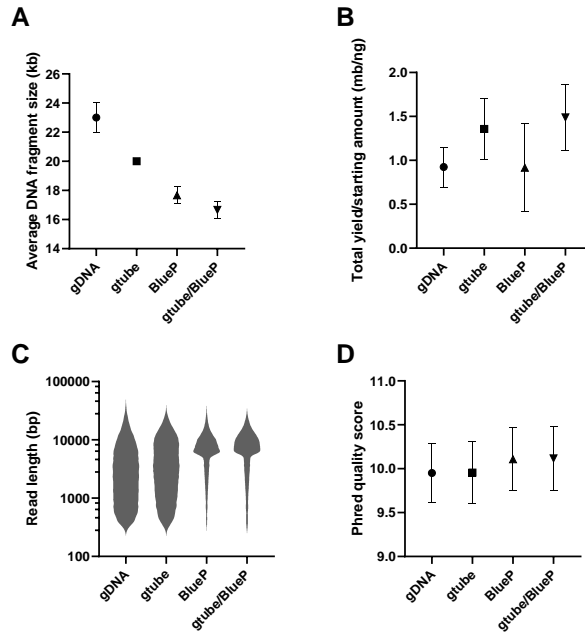 A
Average DNA fragment size (kb)
26
24
22
20
18
16
14
gDNA
gtube
BlueP
gtube/BlueP
B
Total yield/starting amount (mb/ng)
2.0
1.5
1.0
0.5
0.0
gDNA
gtube
BlueP
gtube/BlueP
C
Read length (bp)
100000
10000
1000
100
gDNA
gtube
BlueP
gtube/BlueP
D
Phred quality score
11.0
10.5
10.0
9.5
9.0
gDNA
gtube
BlueP
gtube/BlueP